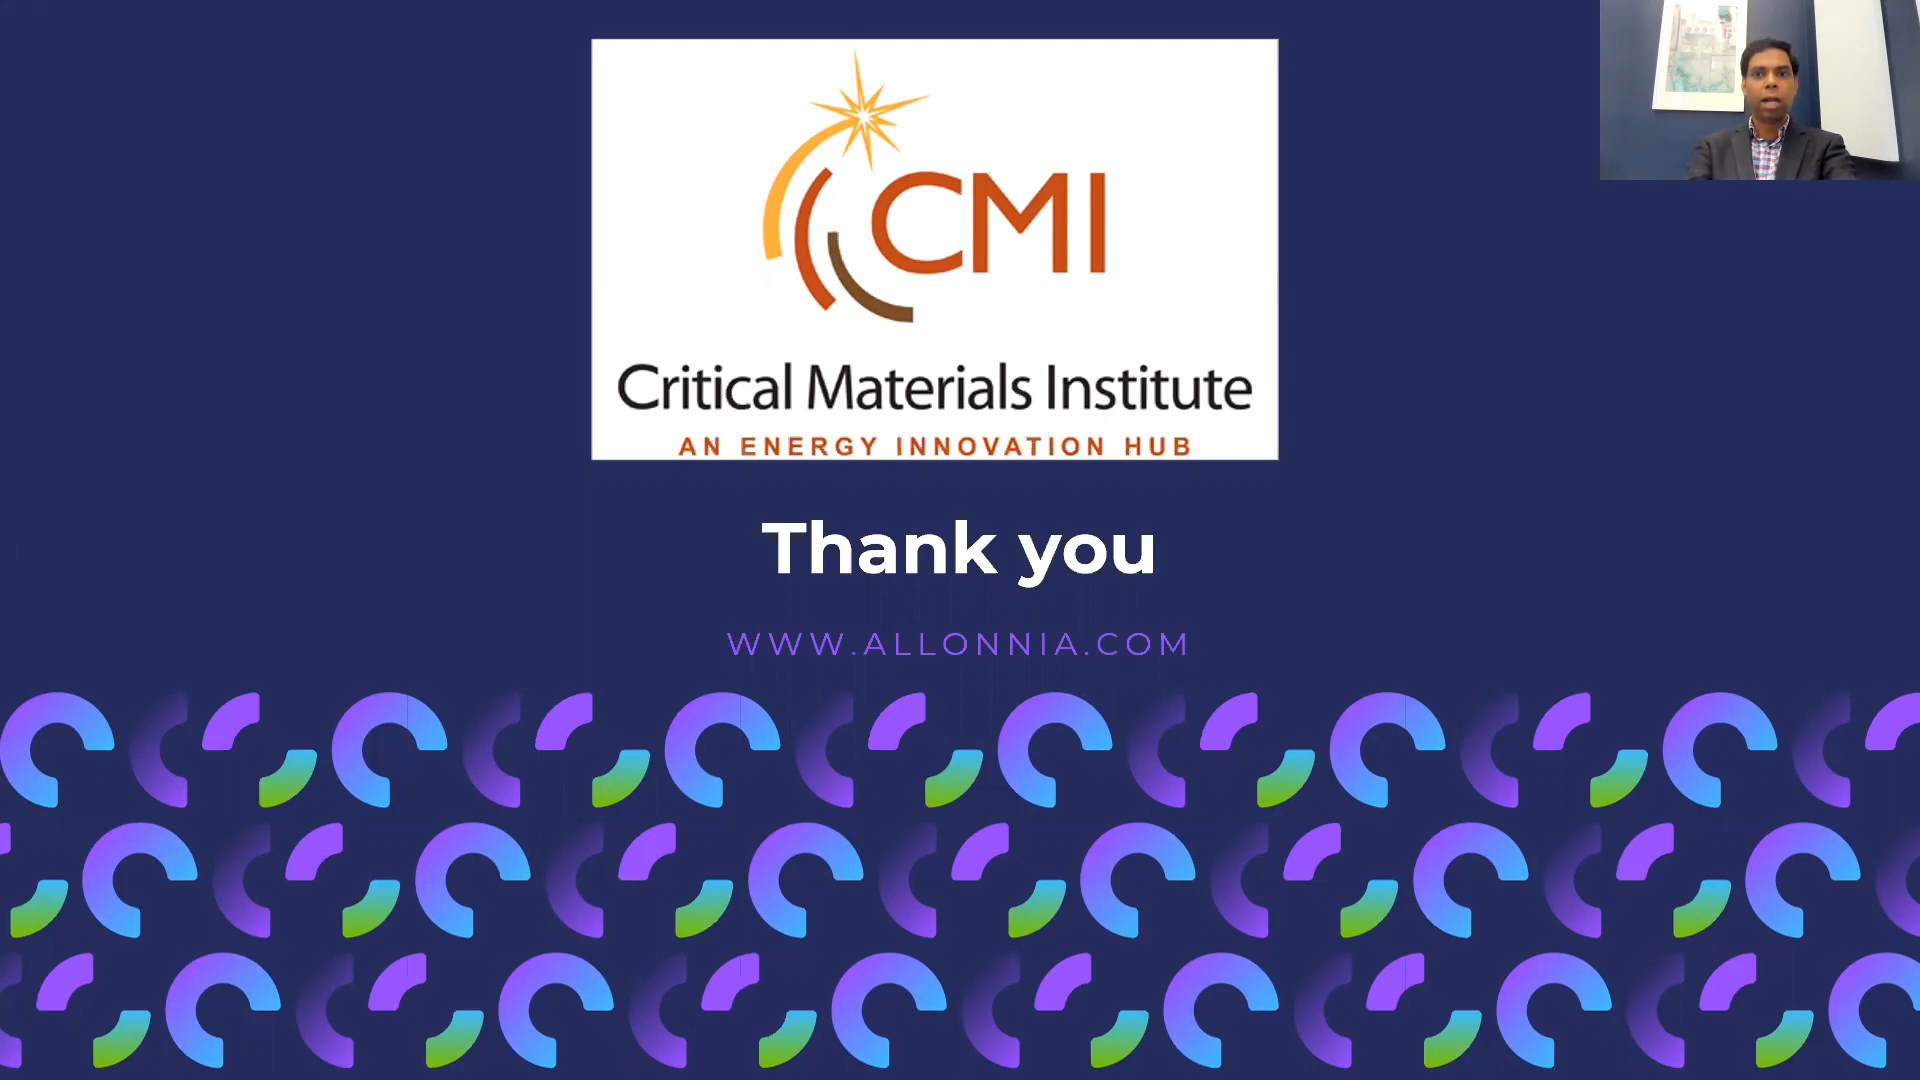 CMI
Critical Materials Institute
AN ENERGY INNOVATION HUB
Thank you
WWW.ALLONNIA.COM